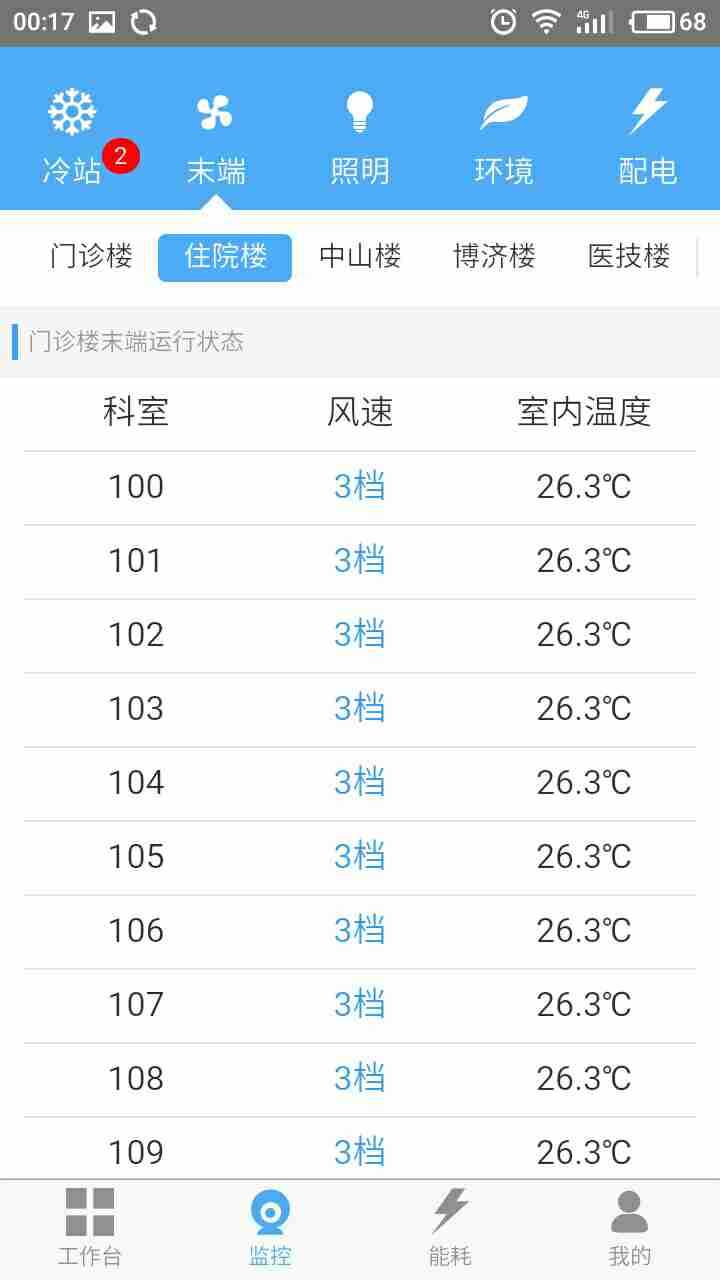 00:17 4G 68
冷站 2 末端 照明 环境 配电
门诊楼 住院楼 中山楼 博济楼 医技楼
门诊楼末端运行状态
科室 风速 室内温度
100 3档 26.3℃
101 3档 26.3℃
102 3档 26.3℃
103 3档 26.3℃
104 3档 26.3℃
105 3档 26.3℃
106 3档 26.3℃
107 3档 26.3℃
108 3档 26.3℃
109 3档 26.3℃
工作台 监控 能耗 我的